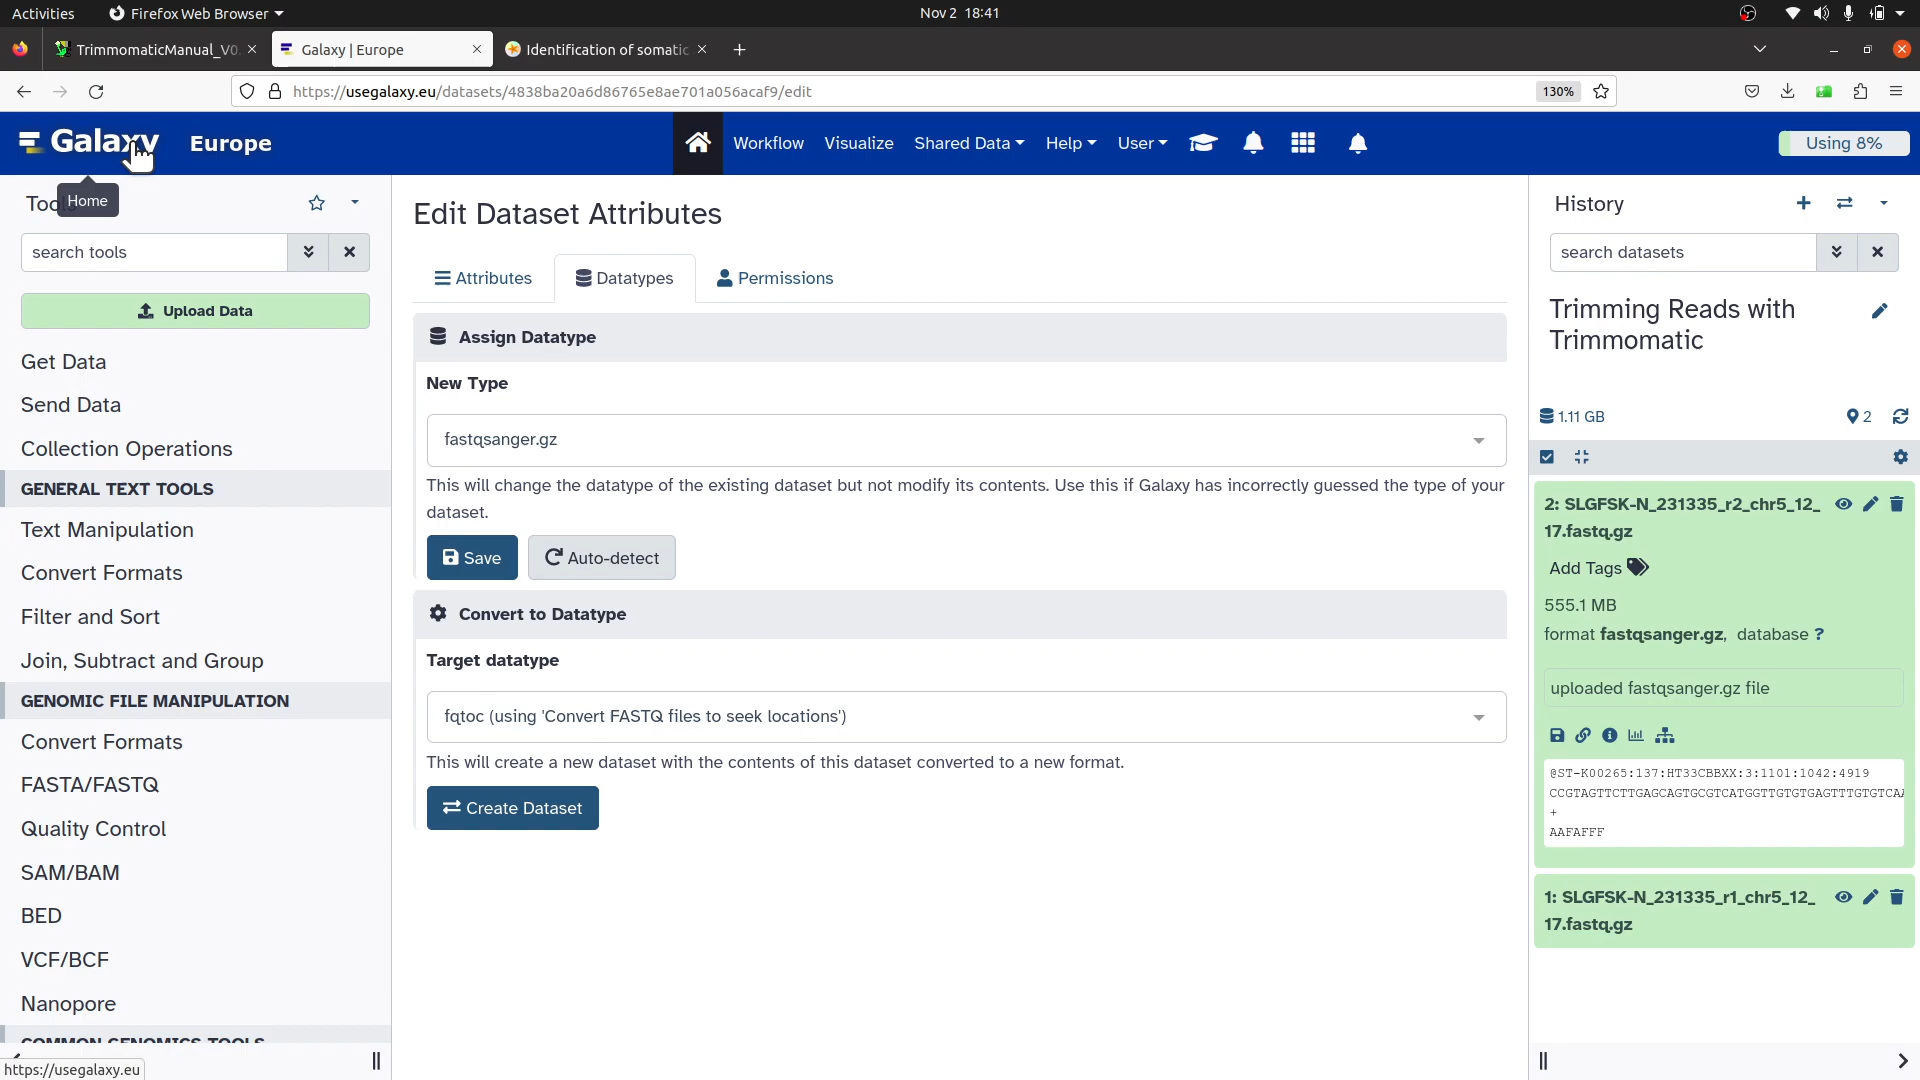 Activities Firefox Web Browser Nov 2 18:41
TrimmomaticManual_V0. Galaxy | Europe Identification of somatic
https://usegalaxy.eu/datasets/4838ba20a6d86765e8ae701a056acaf9/edit 130%
Galaxy Europe Workflow Visualize Shared Data Help User Using 8%
Home
search tools
Upload Data
Get Data
Send Data
Collection Operations
GENERAL TEXT TOOLS
Text Manipulation
Convert Formats
Filter and Sort
Join, Subtract and Group
GENOMIC FILE MANIPULATION
Convert Formats
FASTA/FASTQ
Quality Control
SAM/BAM
BED
VCF/BCF
Nanopore
COMMON GENOMICS TOOLS
https://usegalaxy.eu
Edit Dataset Attributes
Attributes Datatypes Permissions
Assign Datatype
New Type
fastqsanger.gz
This will change the datatype of the existing dataset but not modify its contents. Use this if Galaxy has incorrectly guessed the type of your
dataset.
Save Auto-detect
Convert to Datatype
Target datatype
fqtoc (using 'Convert FASTQ files to seek locations')
This will create a new dataset with the contents of this dataset converted to a new format.
Create Dataset
History
search datasets
Trimming Reads with
Trimmomatic
1.11 GB 2
2: SLGFSK-N_231335_r2_chr5_12_
17.fastq.gz
Add Tags
555.1 MB
format fastqsanger.gz, database ?
uploaded fastqsanger.gz file
@ST-K00265:137:HT33CBBXX:3:1101:1042:4919
CCGTAGTTCTTGAGCAGTGCGTCATGGTTGTGTGAGTTTGTGTCAA
+
AAFAFFF
1: SLGFSK-N_231335_r1_chr5_12_
17.fastq.gz